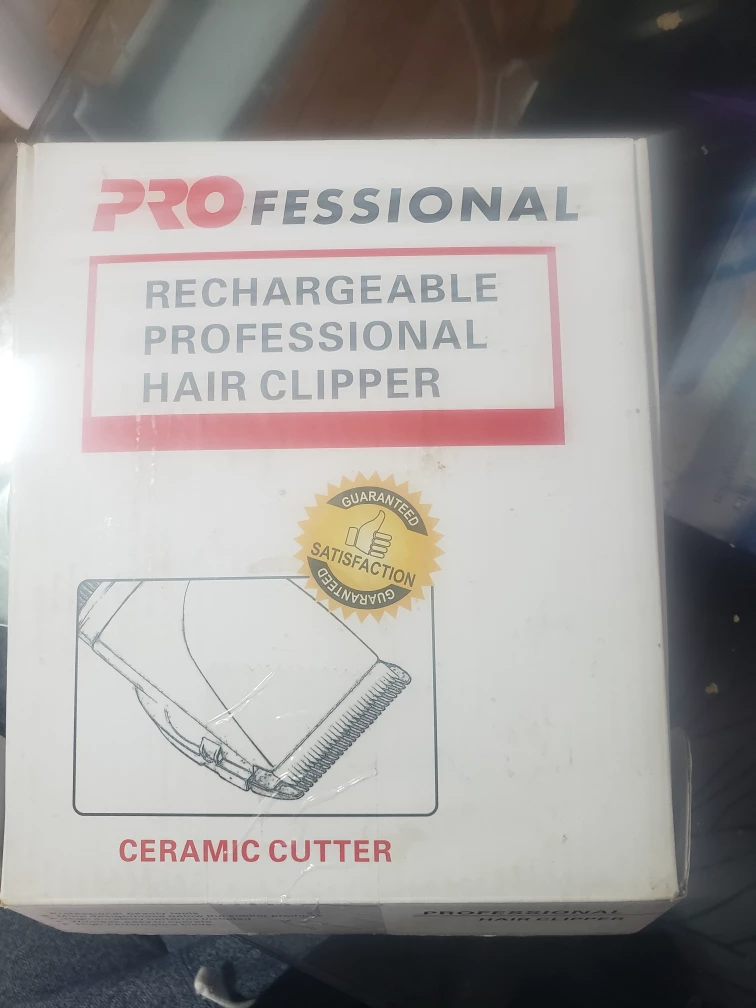 PROFESSIONAL
RECHARGEABLE
PROFESSIONAL
HAIR CLIPPER
GUARANTEED
SATISFACTION
GUARANTEED
CERAMIC CUTTER
PROFESSIONAL
HAIR CLIPPER